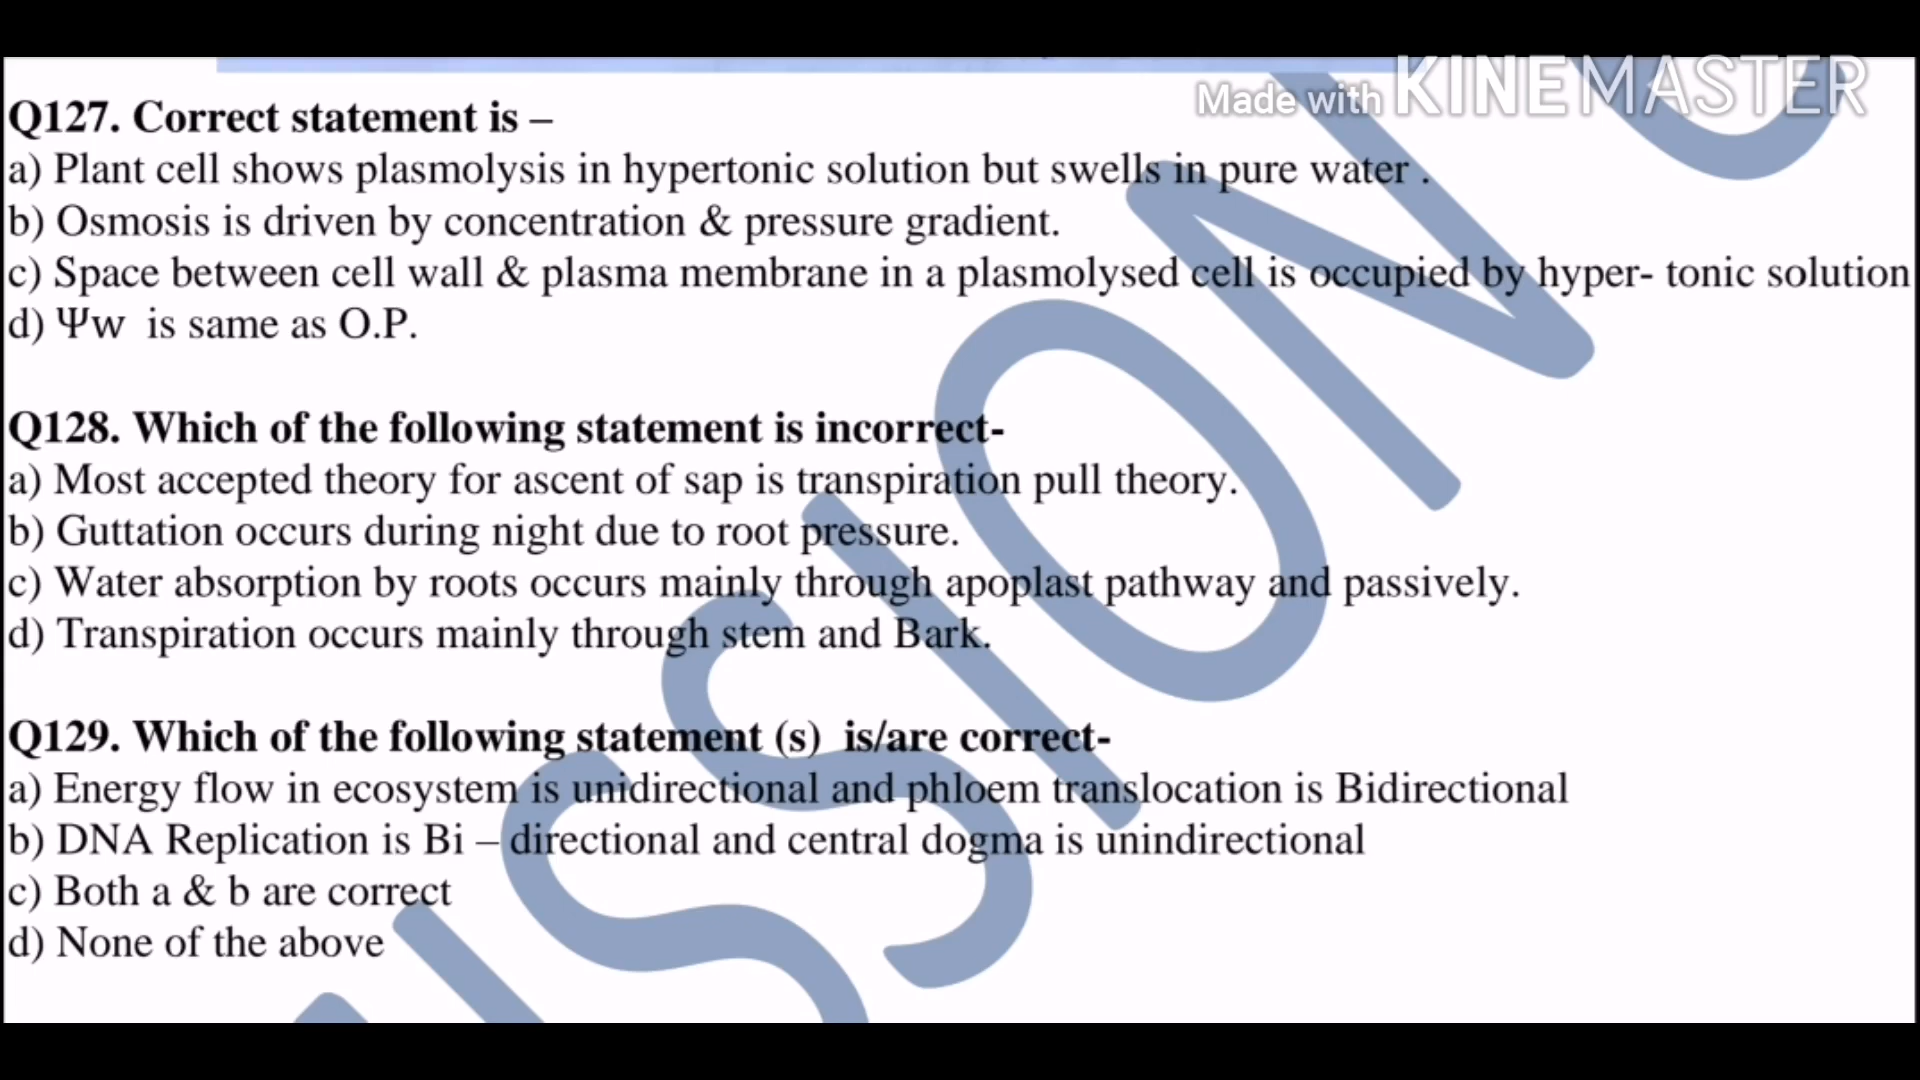 Made with KINEMASTER
Q127. Correct statement is –
a) Plant cell shows plasmolysis in hypertonic solution but swells in pure water .
b) Osmosis is driven by concentration & pressure gradient.
c) Space between cell wall & plasma membrane in a plasmolysed cell is occupied by hyper- tonic solution
d) Ψw is same as O.P.
Q128. Which of the following statement is incorrect-
a) Most accepted theory for ascent of sap is transpiration pull theory.
b) Guttation occurs during night due to root pressure.
c) Water absorption by roots occurs mainly through apoplast pathway and passively.
d) Transpiration occurs mainly through stem and Bark.
Q129. Which of the following statement (s) is/are correct-
a) Energy flow in ecosystem is unidirectional and phloem translocation is Bidirectional
b) DNA Replication is Bi – directional and central dogma is unindirectional
c) Both a & b are correct
d) None of the above